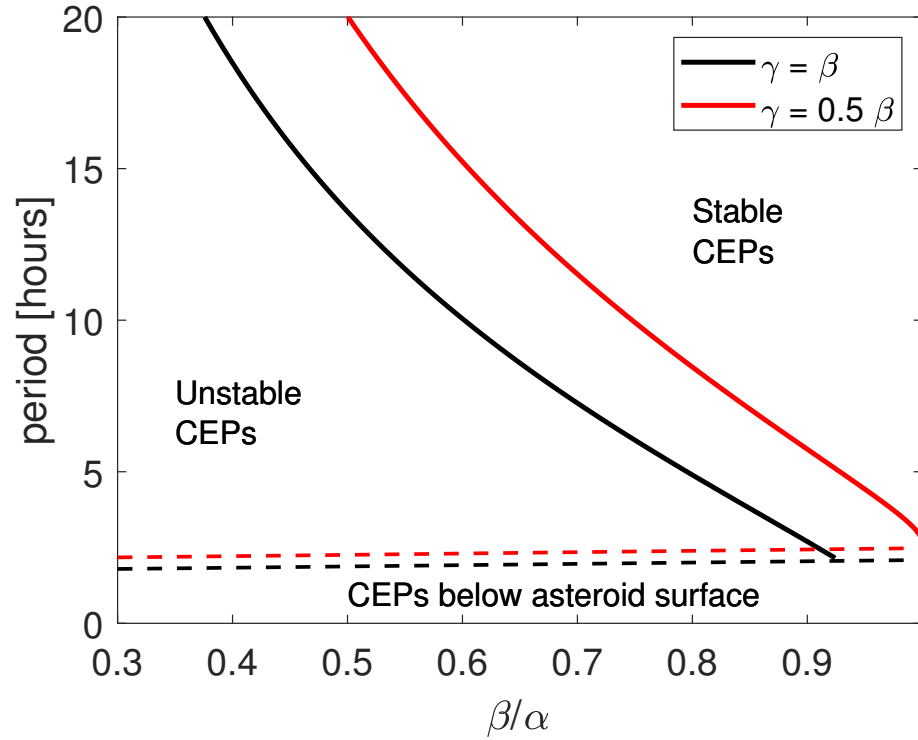 20
γ = β
γ = 0.5 β
15
Stable
CEPs
period [hours]
10
Unstable
CEPs
5
CEPs below asteroid surface
0
0.3 0.4 0.5 0.6 0.7 0.8 0.9
β/α